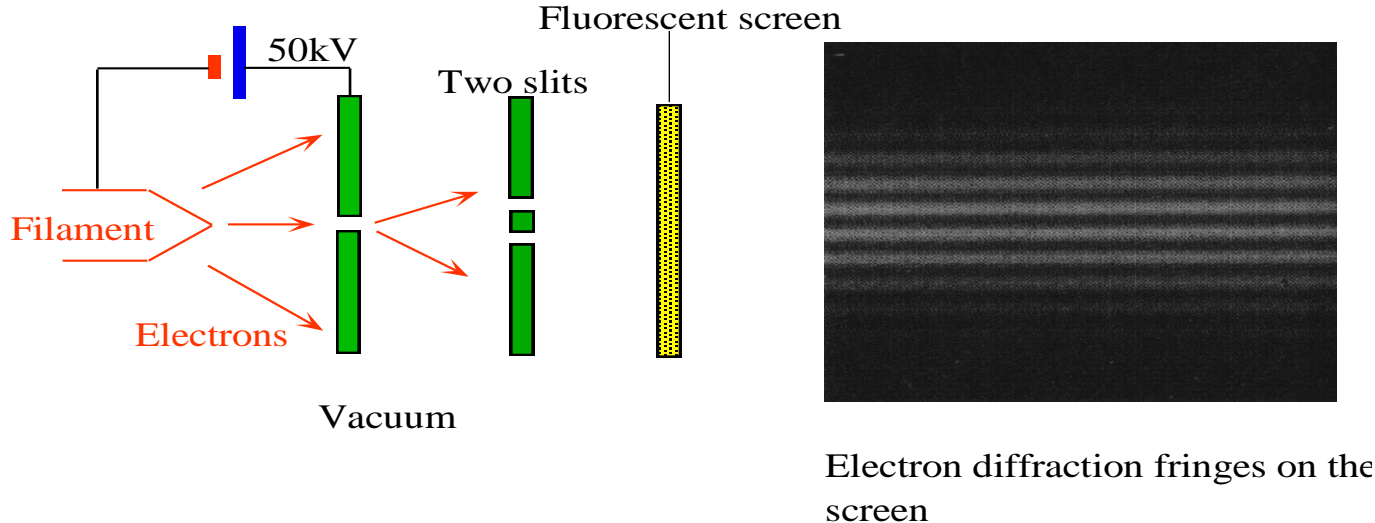 Fluorescent screen
50kV
Two slits
Filament
Electrons
Vacuum
Electron diffraction fringes on the
screen